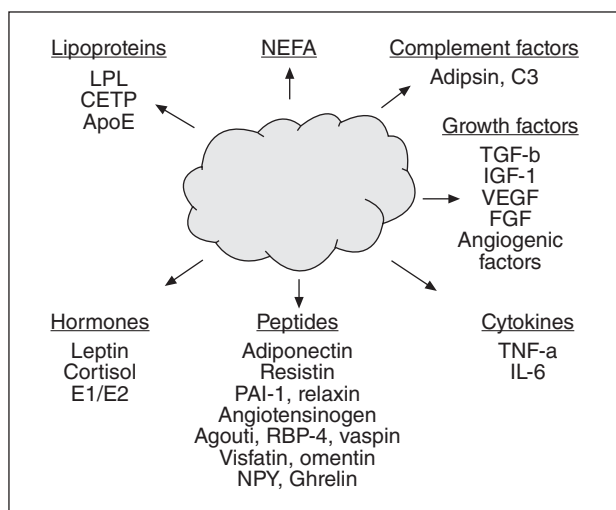 Lipoproteins
LPL
CETP
ApoE
NEFA
Complement factors
Adipsin, C3
Growth factors
TGF-b
IGF-1
VEGF
FGF
Angiogenic
factors
Hormones
Leptin
Cortisol
E1/E2
Peptides
Adiponectin
Resistin
PAI-1, relaxin
Angiotensinogen
Agouti, RBP-4, vaspin
Visfatin, omentin
NPY, Ghrelin
Cytokines
TNF-a
IL-6